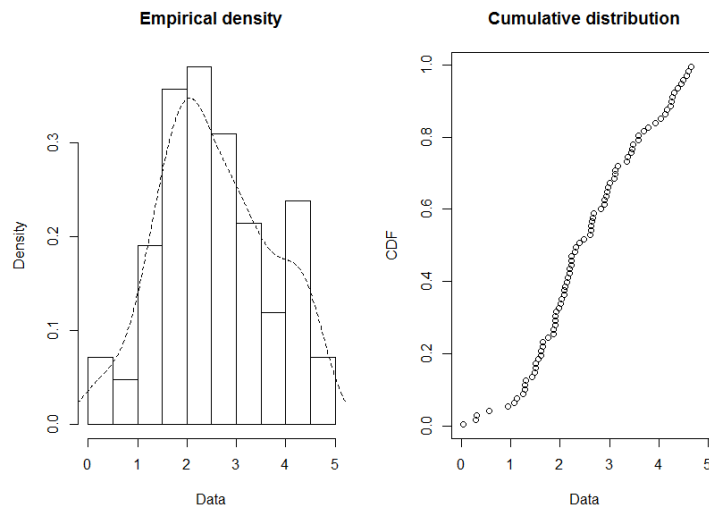 Empirical density
Density
0.0 0.1 0.2 0.3
0 1 2 3 4 5
Data
Cumulative distribution
CDF
0.0 0.2 0.4 0.6 0.8 1.0
0 1 2 3 4 5
Data